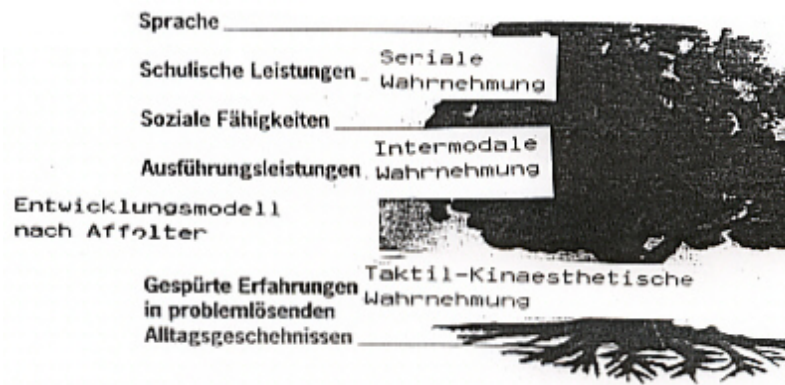 Sprache
Schulische Leistungen
Seriale
Wahrnehmung
Soziale Fähigkeiten
Ausführungsleistungen
Intermodale
Wahrnehmung
Entwicklungsmodell
nach Affolter
Gespürte Erfahrungen
in problemlösenden
Alltagsgeschehnissen
Taktil-Kinaesthetische
Wahrnehmung